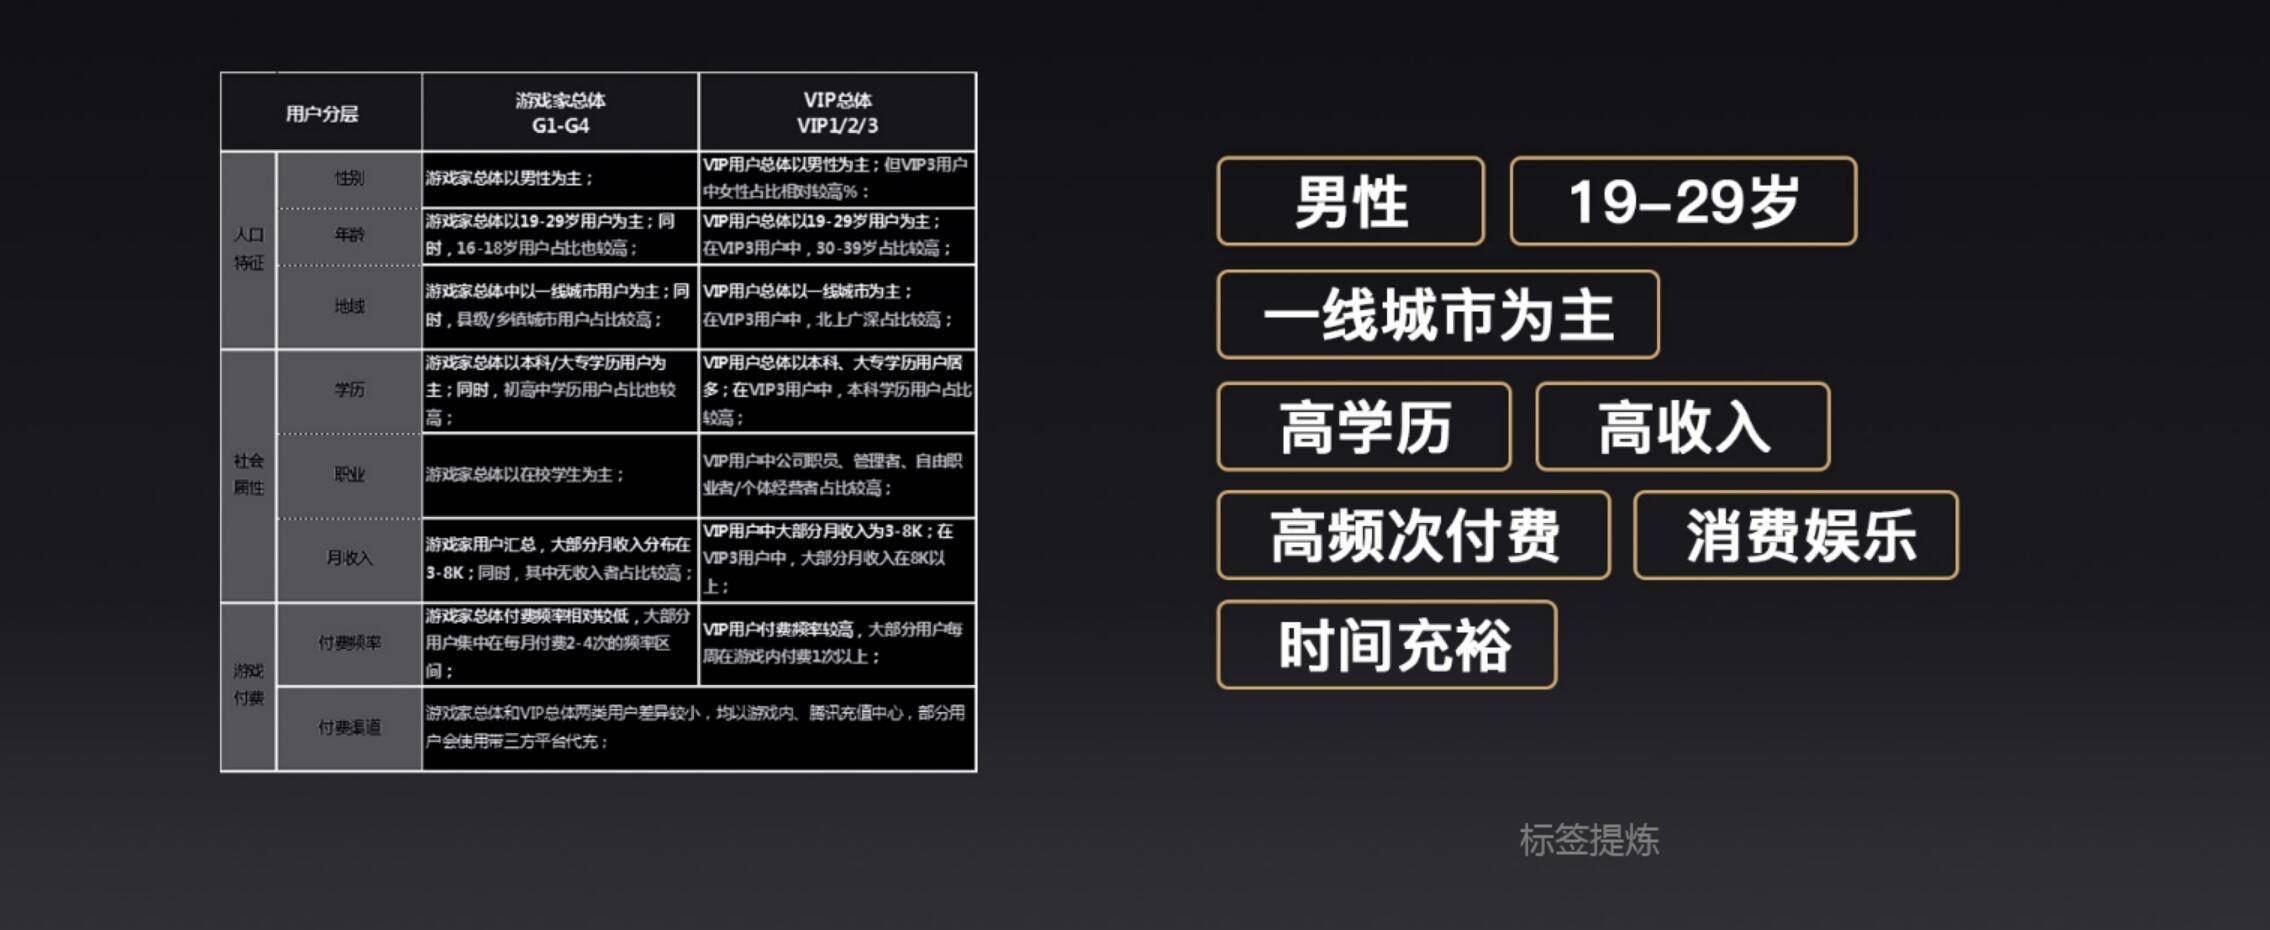 用户分层
游戏家总体
G1-G4
VIP总体
VIP1/2/3
人口
特征
性别
游戏家总体以男性为主；
VIP用户总体以男性为主；但VIP3用户
中女性占比相对较高%：
年龄
游戏家总体以19-29岁用户为主；同
时，16-18岁用户占比也较高；
VIP用户总体以19-29岁用户为主；
在VIP3用户中，30-39岁占比较高；
地域
游戏家总体中以一线城市用户为主；同
时，县级/乡镇城市用户占比较高；
VIP用户总体以一线城市为主；
在VIP3用户中，北上广深占比较高；
社会
属性
学历
游戏家总体以本科/大专学历用户为
主；同时，初高中学历用户占比也较
高；
VIP用户总体以本科、大专学历用户居
多；在VIP3用户中，本科学历用户占比
较高；
职业
游戏家总体以在校学生为主；
VIP用户中公司职员、管理者、自由职
业者/个体经营者占比较高；
月收入
游戏家用户汇总，大部分月收入分布在
3-8K；同时，其中无收入者占比较高；
VIP用户中大部分月收入为3-8K；在
VIP3用户中，大部分月收入在8K以
上；
游戏
付费
付费频率
游戏家总体付费频率相对较低，大部分
用户集中在每月付费2-4次的频率区
间；
VIP用户付费频率较高，大部分用户每
周在游戏内付费1次以上；
付费渠道
游戏家总体和VIP总体两类用户差异较小，均以游戏内、腾讯充值中心，部分用
户会使用带三方平台代充；
男性
19-29岁
一线城市为主
高学历
高收入
高频次付费
消费娱乐
时间充裕
标签提炼